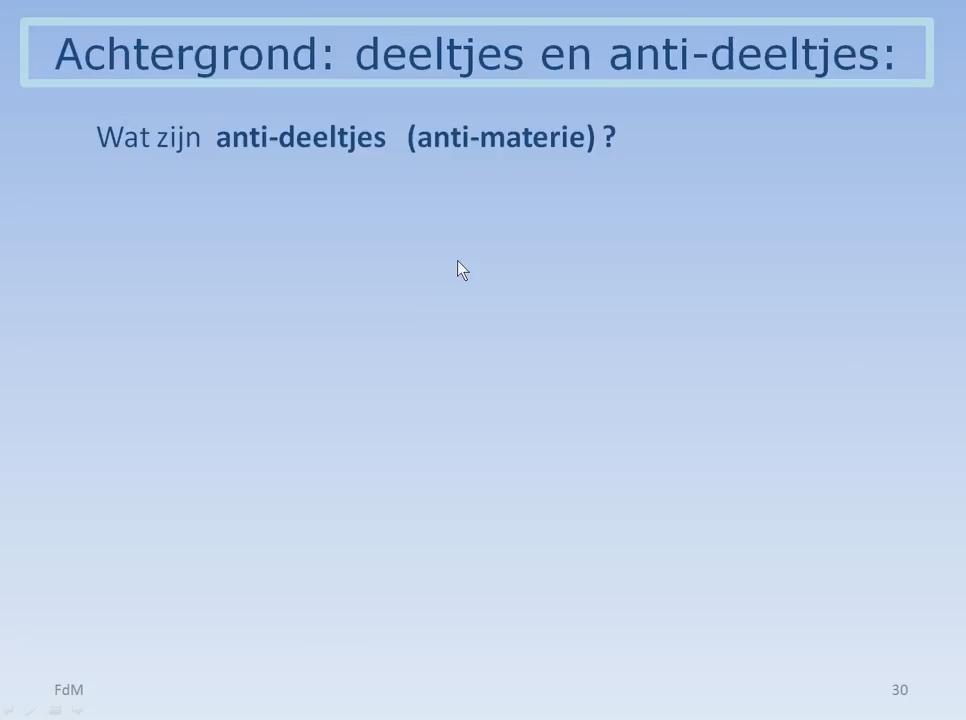 Achtergrond: deeltjes en anti-deeltjes:
Wat zijn anti-deeltjes (anti-materie) ?
FdM
30